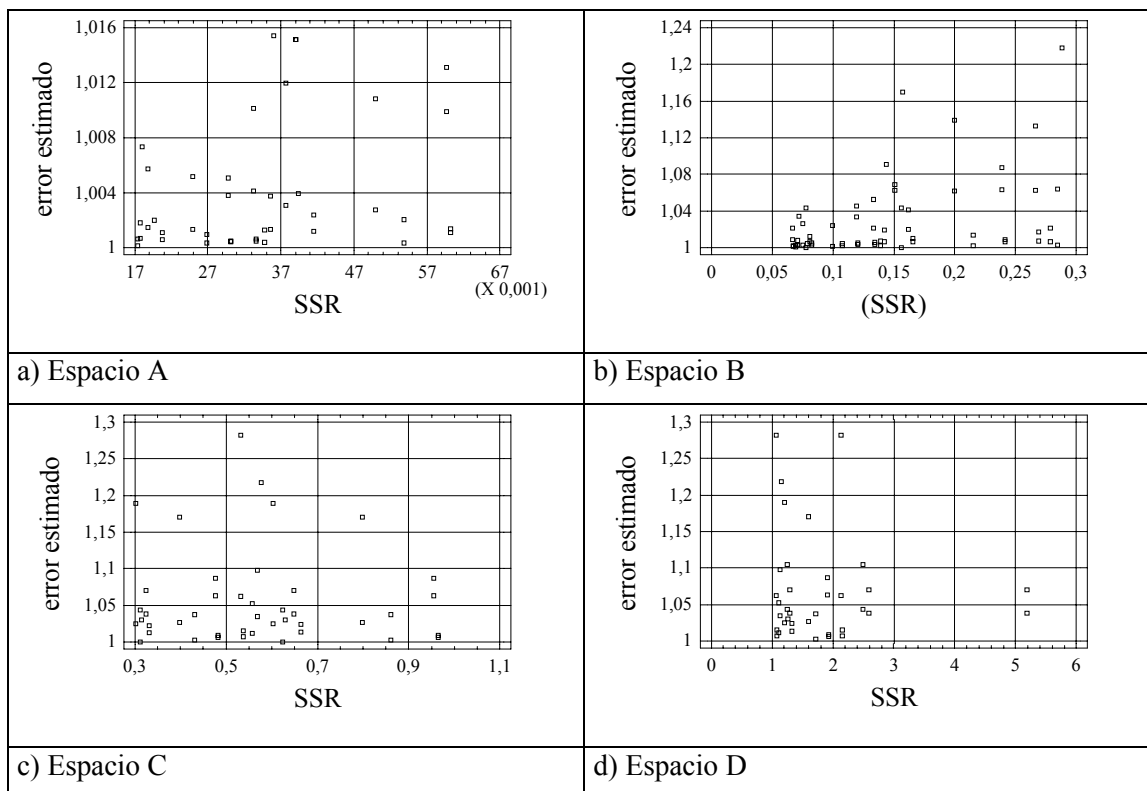 1,016
1,012
1,008
1,004
1
error estimado
17 27 37 47 57 67
(X 0,001)
SSR
a) Espacio A
1,24
1,2
1,16
1,12
1,08
1,04
1
error estimado
0 0,05 0,1 0,15 0,2 0,25 0,3
(SSR)
b) Espacio B
1,3
1,25
1,2
1,15
1,1
1,05
1
error estimado
0,3 0,5 0,7 0,9 1,1
SSR
c) Espacio C
1,3
1,25
1,2
1,15
1,1
1,05
1
error estimado
0 1 2 3 4 5 6
SSR
d) Espacio D